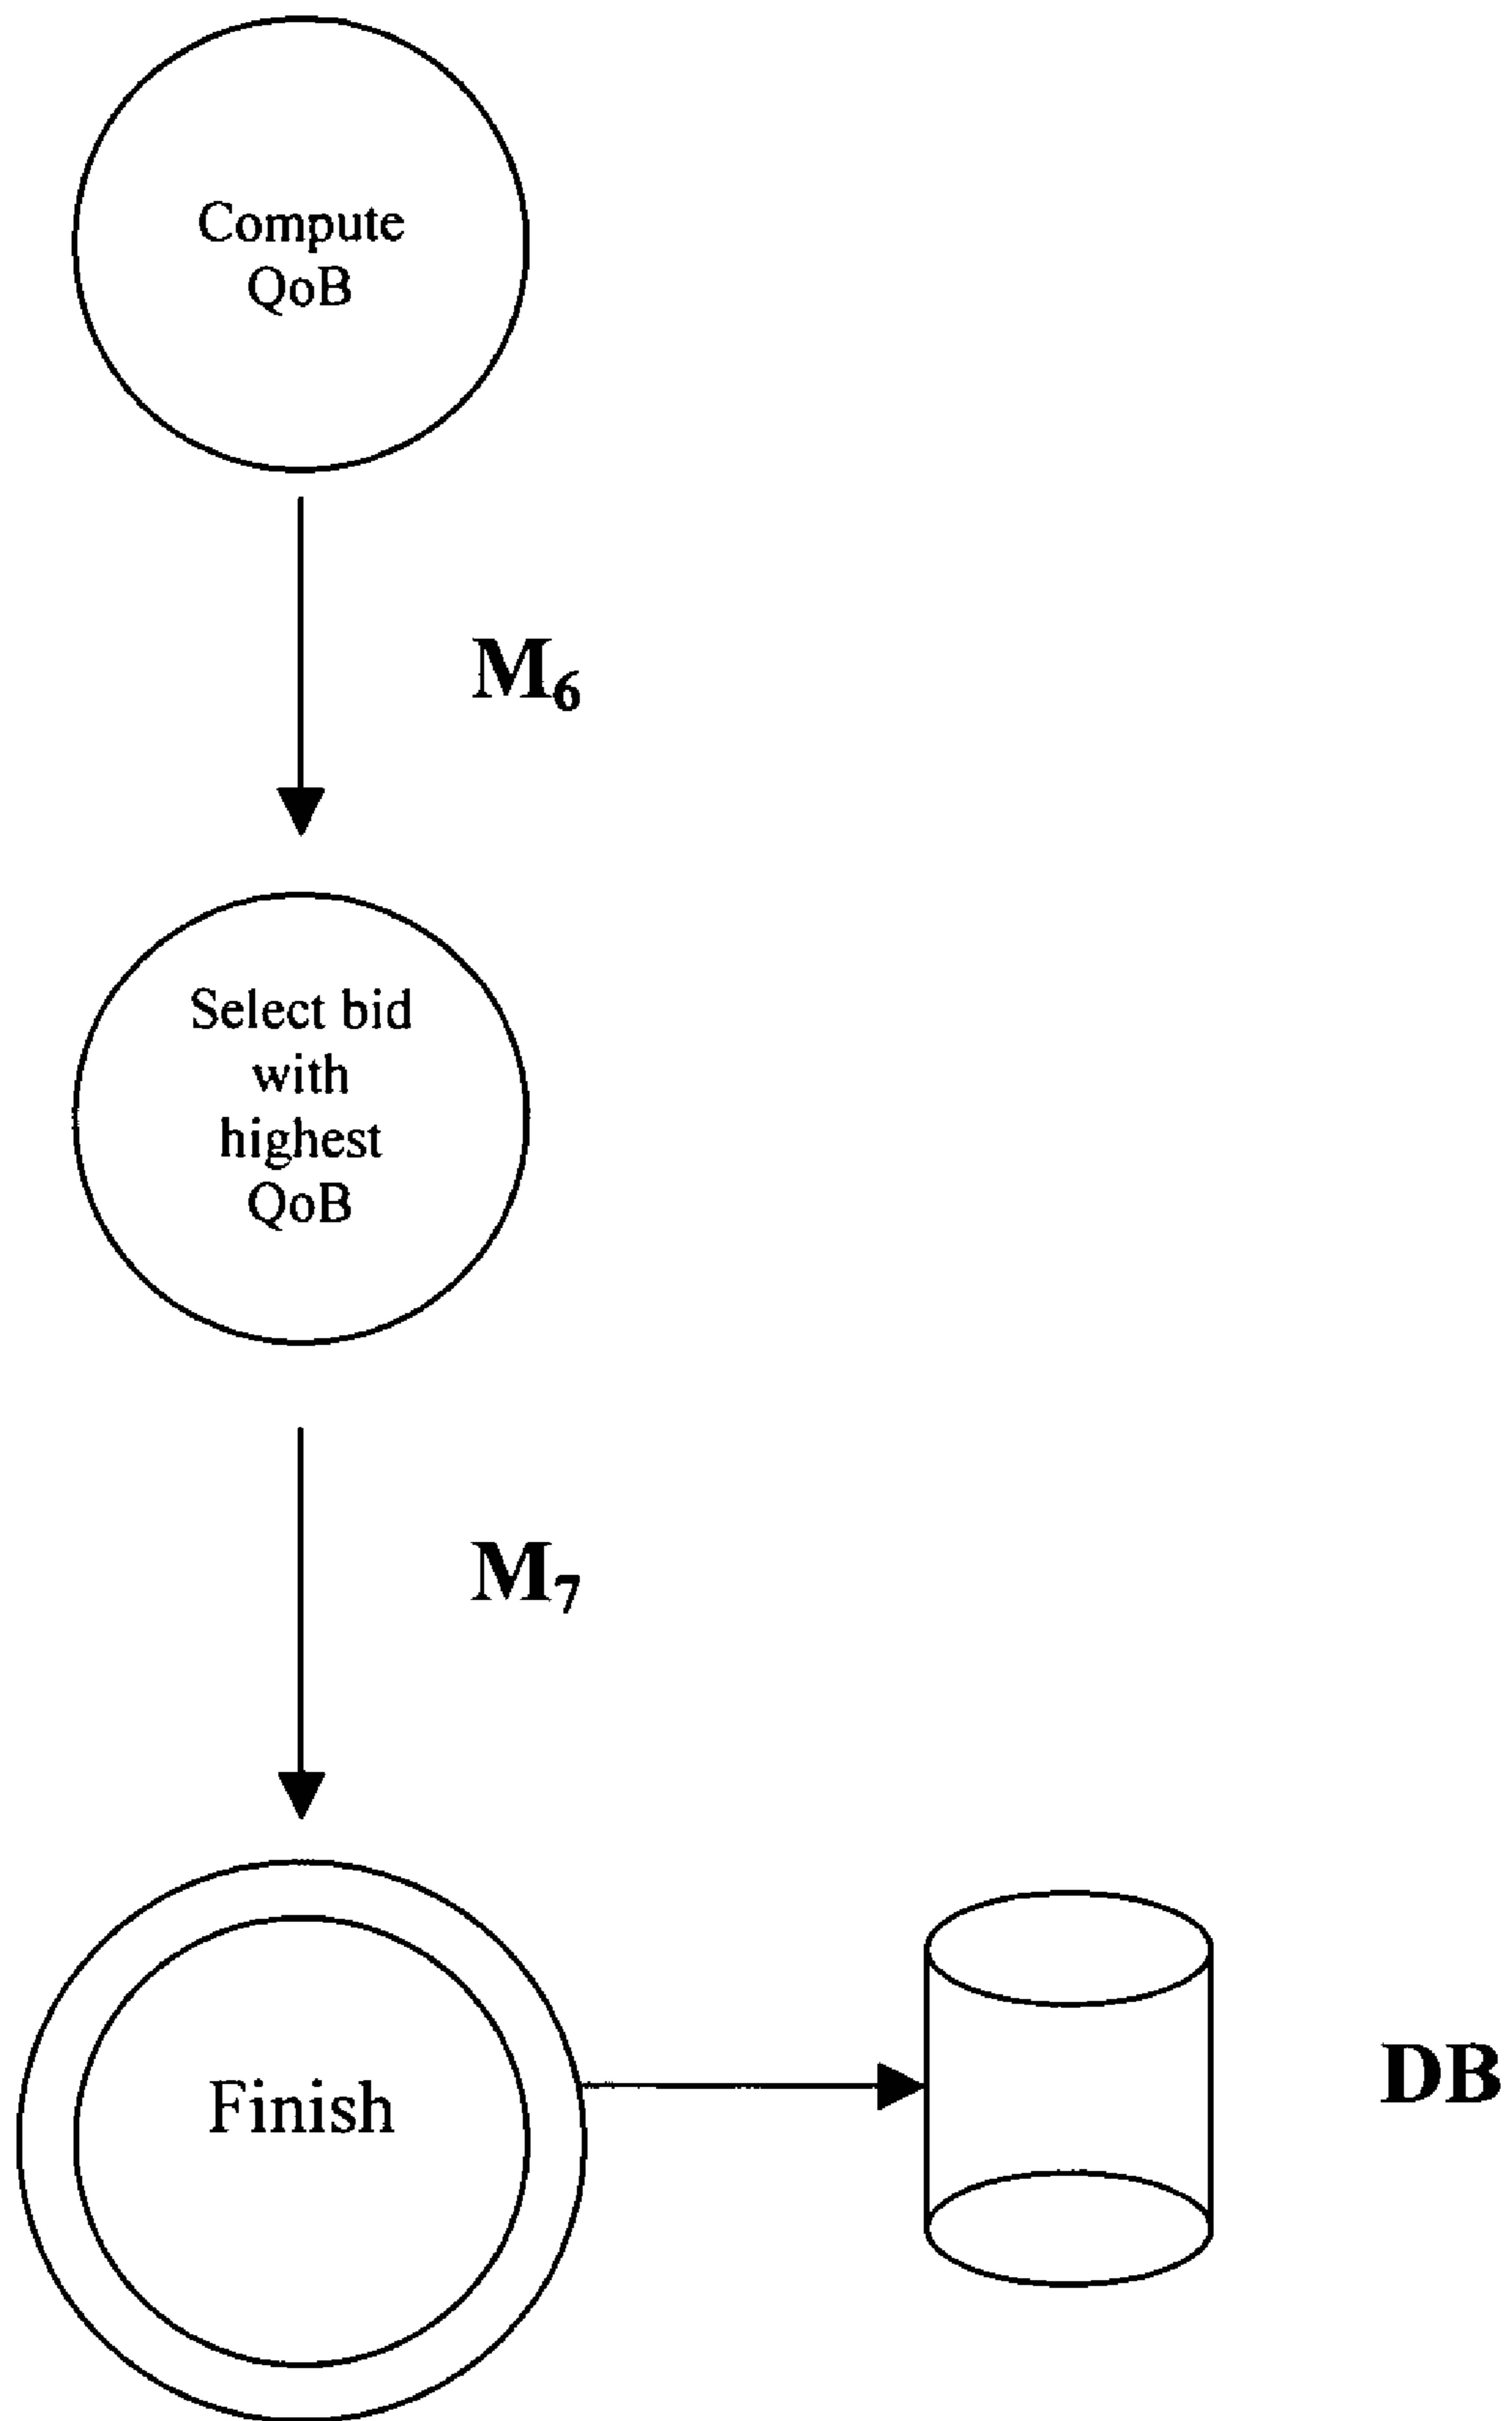 Compute
QoB
M₆
Select bid
with
highest
QoB
M₇
Finish
DB